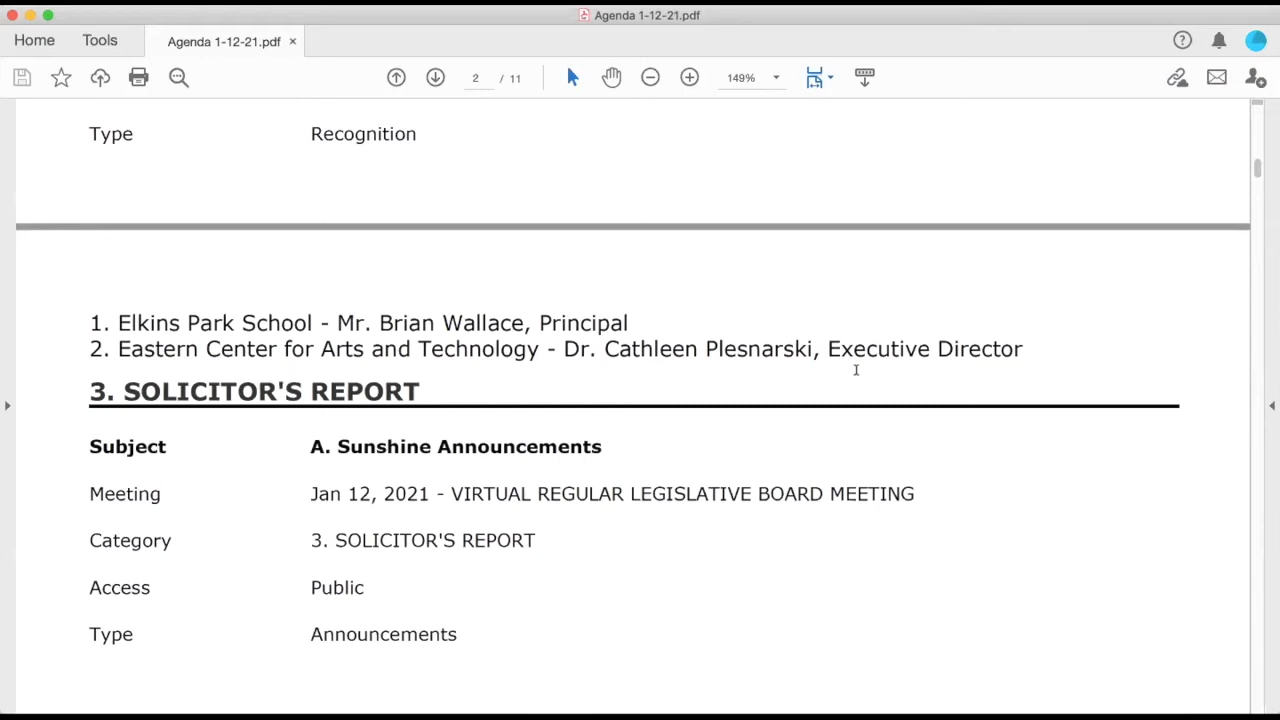 Agenda 1-12-21.pdf
Home Tools Agenda 1-12-21.pdf ×
2 / 11 149%
Type Recognition
1. Elkins Park School - Mr. Brian Wallace, Principal
2. Eastern Center for Arts and Technology - Dr. Cathleen Plesnarski, Executive Director
3. SOLICITOR'S REPORT
Subject A. Sunshine Announcements
Meeting Jan 12, 2021 - VIRTUAL REGULAR LEGISLATIVE BOARD MEETING
Category 3. SOLICITOR'S REPORT
Access Public
Type Announcements